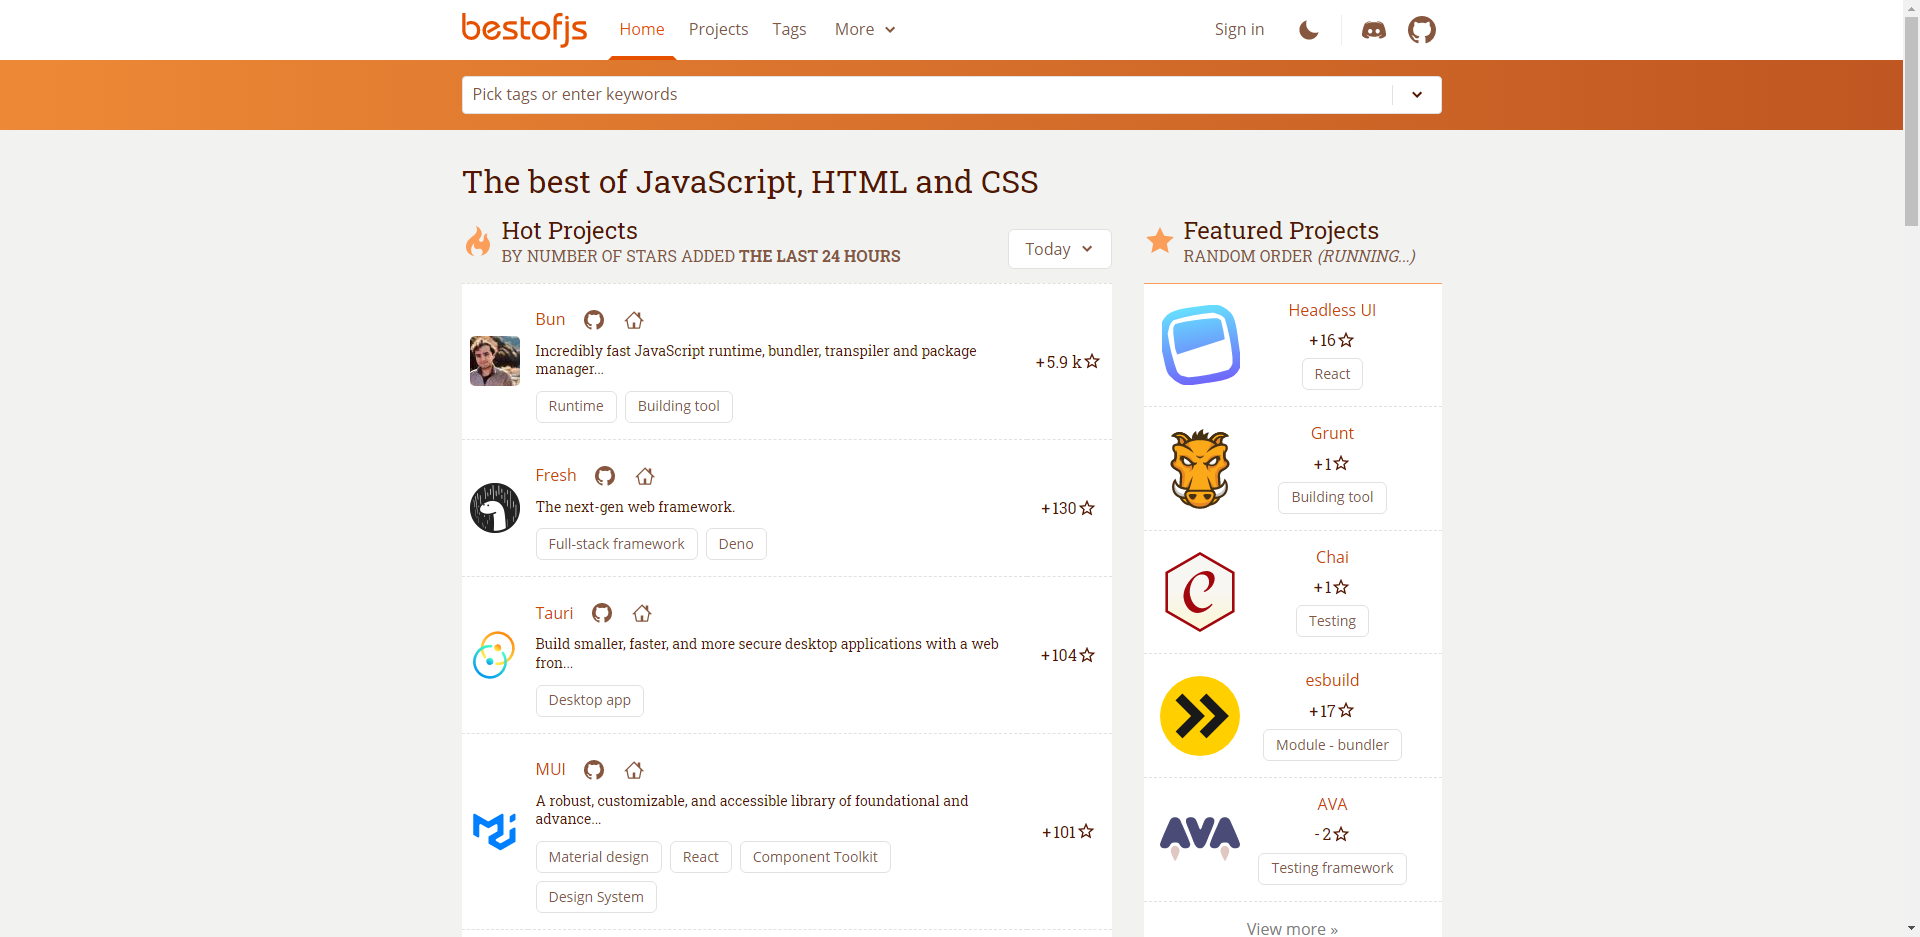 bestofjs
Home
Projects
Tags
More
Sign in
Pick tags or enter keywords
The best of JavaScript, HTML and CSS
Hot Projects
BY NUMBER OF STARS ADDED THE LAST 24 HOURS
Today
Bun
Incredibly fast JavaScript runtime, bundler, transpiler and package
manager...
Runtime
Building tool
+5.9 k
Fresh
The next-gen web framework.
Full-stack framework
Deno
+130
Tauri
Build smaller, faster, and more secure desktop applications with a web
fron...
Desktop app
+104
MUI
A robust, customizable, and accessible library of foundational and
advance...
Material design
React
Component Toolkit
Design System
+101
Featured Projects
RANDOM ORDER (RUNNING...)
Headless UI
+16
React
Grunt
+1
Building tool
C
Chai
+1
Testing
esbuild
+17
Module - bundler
AVA
AVA
-2
Testing framework
View more »